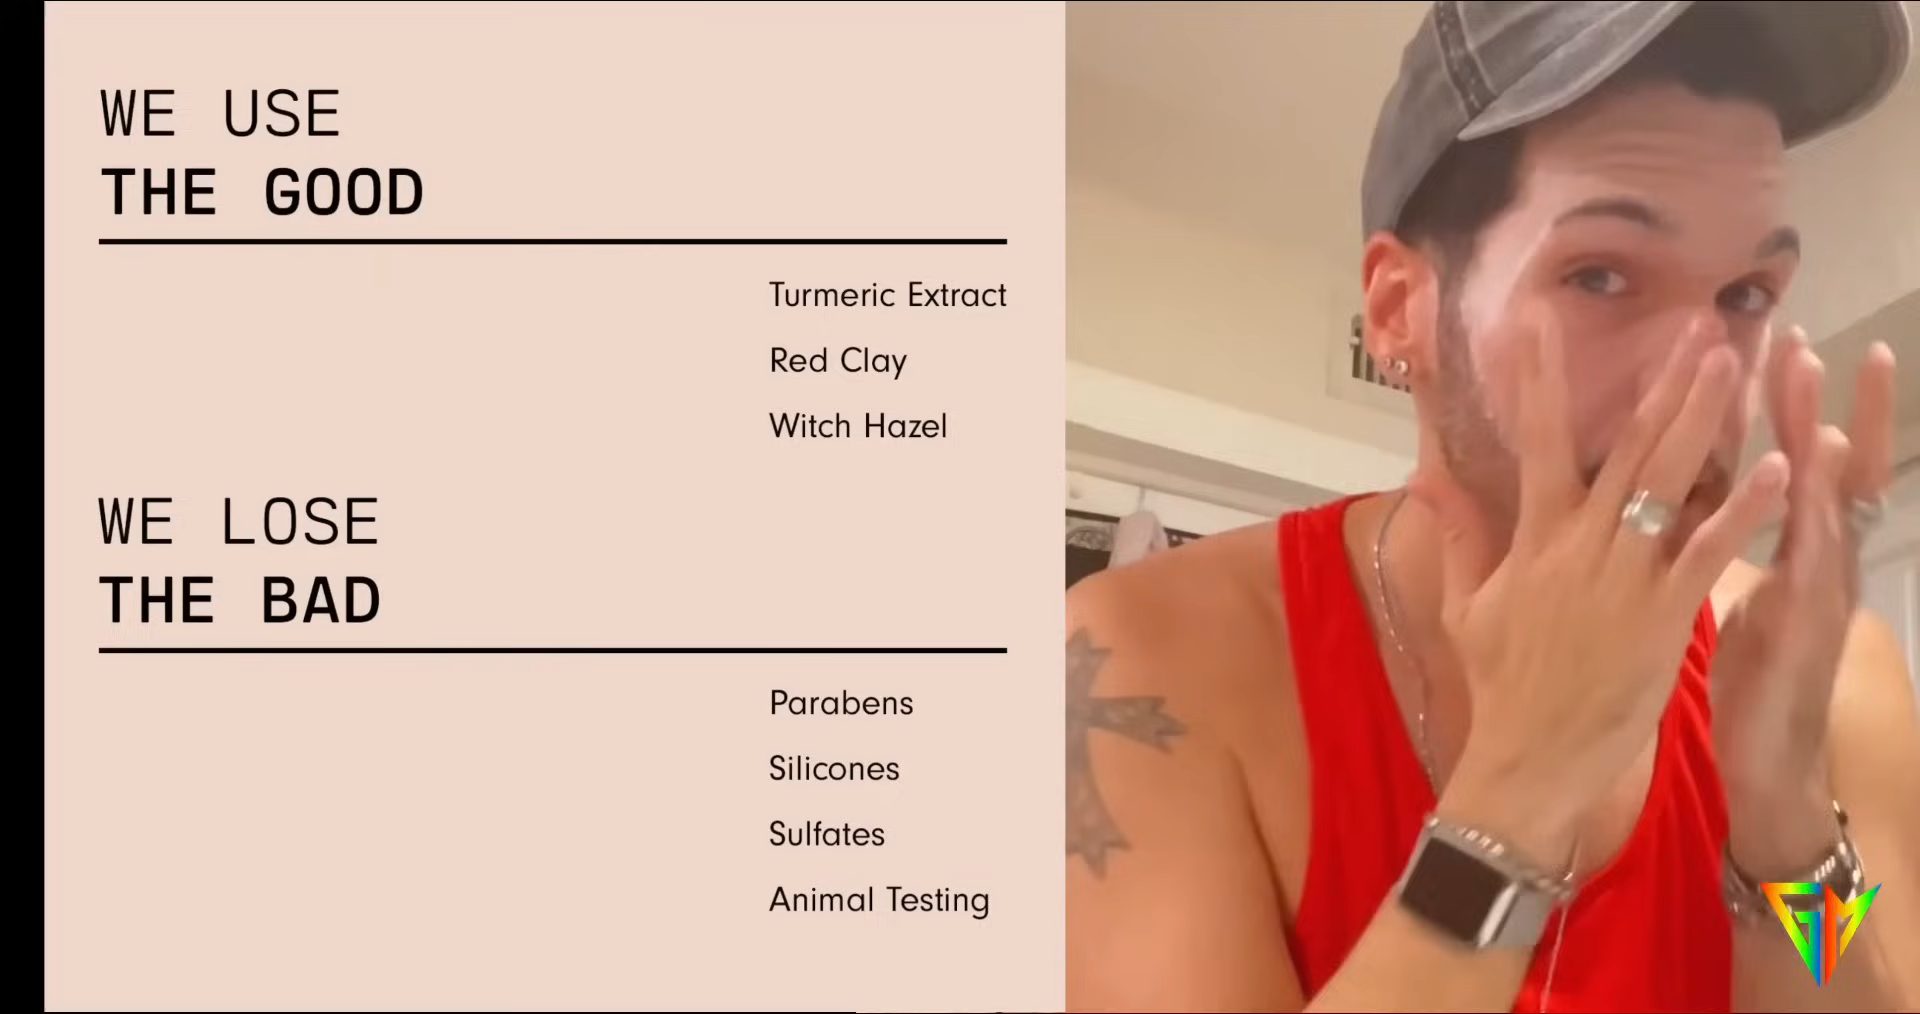 WE USE
THE GOOD
Turmeric Extract
Red Clay
Witch Hazel
WE LOSE
THE BAD
Parabens
Silicones
Sulfates
Animal Testing